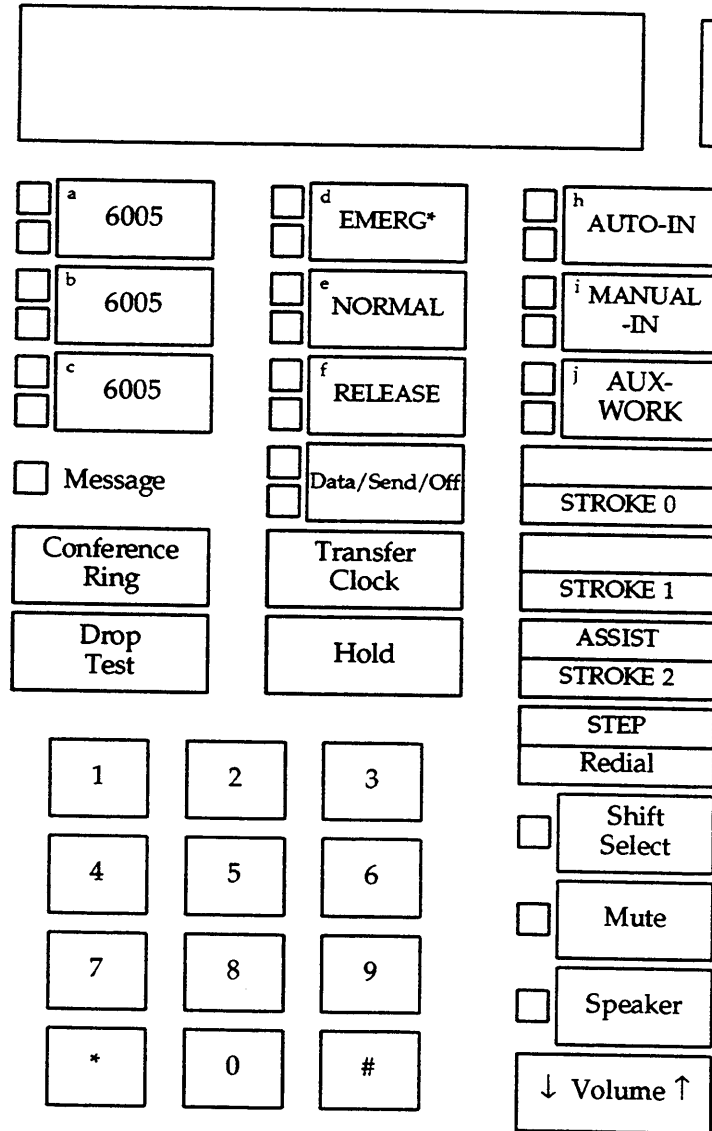 a 6005
d EMERG*
h AUTO-IN
b 6005
e NORMAL
i MANUAL
-IN
c 6005
f RELEASE
j AUX-
WORK
Message
Data/Send/Off
STROKE 0
Conference
Ring
Transfer
Clock
STROKE 1
Drop
Test
Hold
ASSIST
STROKE 2
STEP
Redial
1 2 3
Shift
Select
4 5 6
Mute
7 8 9
Speaker
* 0 #
↓ Volume ↑